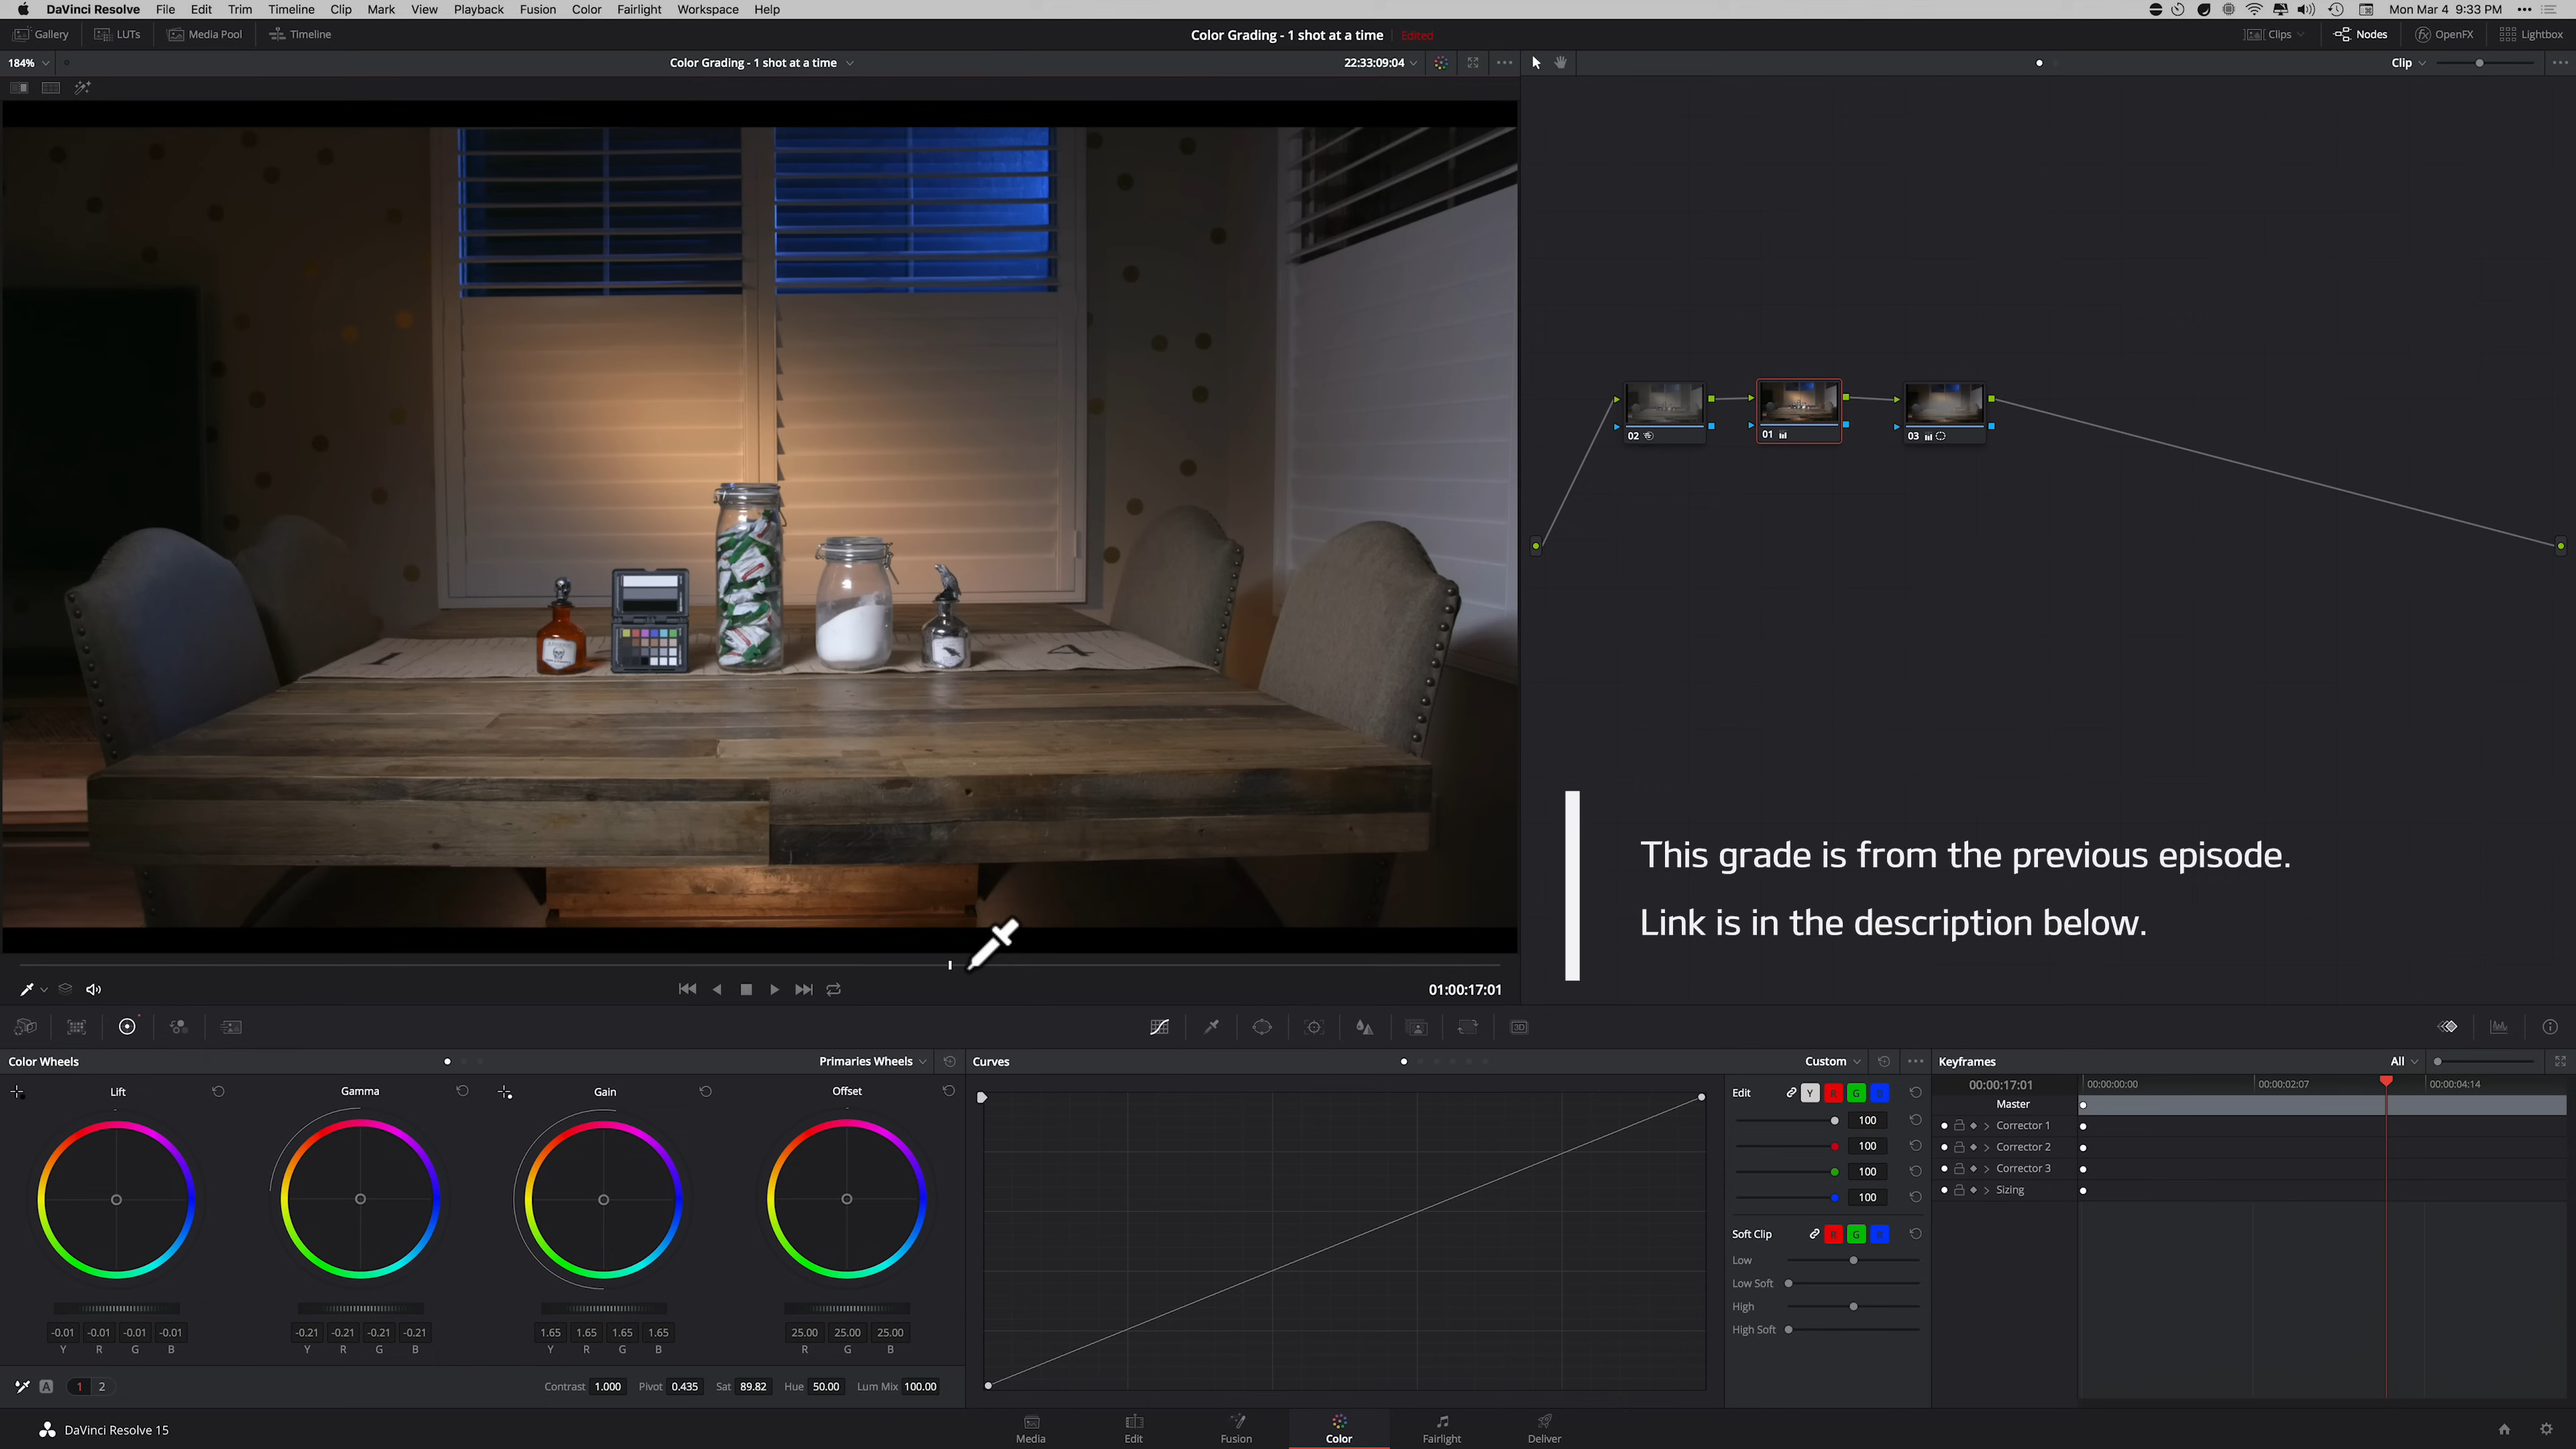 DaVinci Resolve File Edit Trim Timeline Clip Mark View Playback Fusion Color Fairlight Workspace Help Mon Mar 4 9:33 PM
Gallery LUTs Media Pool Timeline Color Grading - 1 shot at a time Edited Clips Nodes OpenFX Lightbox
184% Color Grading - 1 shot at a time 22:33:09:04 Clip
02 01 03
This grade is from the previous episode.
Link is in the description below.
01:00:17:01
Color Wheels Primaries Wheels Curves Custom Keyframes All
Lift Gamma Gain Offset
Edit Y R G B
100
100
100
100
Soft Clip R G B
Low
Low Soft
High
High Soft
00:00:17:01 00:00:00:00 00:00:02:07 00:00:04:14
Master
Corrector 1
Corrector 2
Corrector 3
Sizing
-0.01 -0.01 -0.01 -0.01 -0.21 -0.21 -0.21 -0.21 1.65 1.65 1.65 1.65 25.00 25.00 25.00
Y R G B Y R G B Y R G B R G B
A 1 2 Contrast 1.000 Pivot 0.435 Sat 89.82 Hue 50.00 Lum Mix 100.00
DaVinci Resolve 15 Media Edit Fusion Color Fairlight Deliver